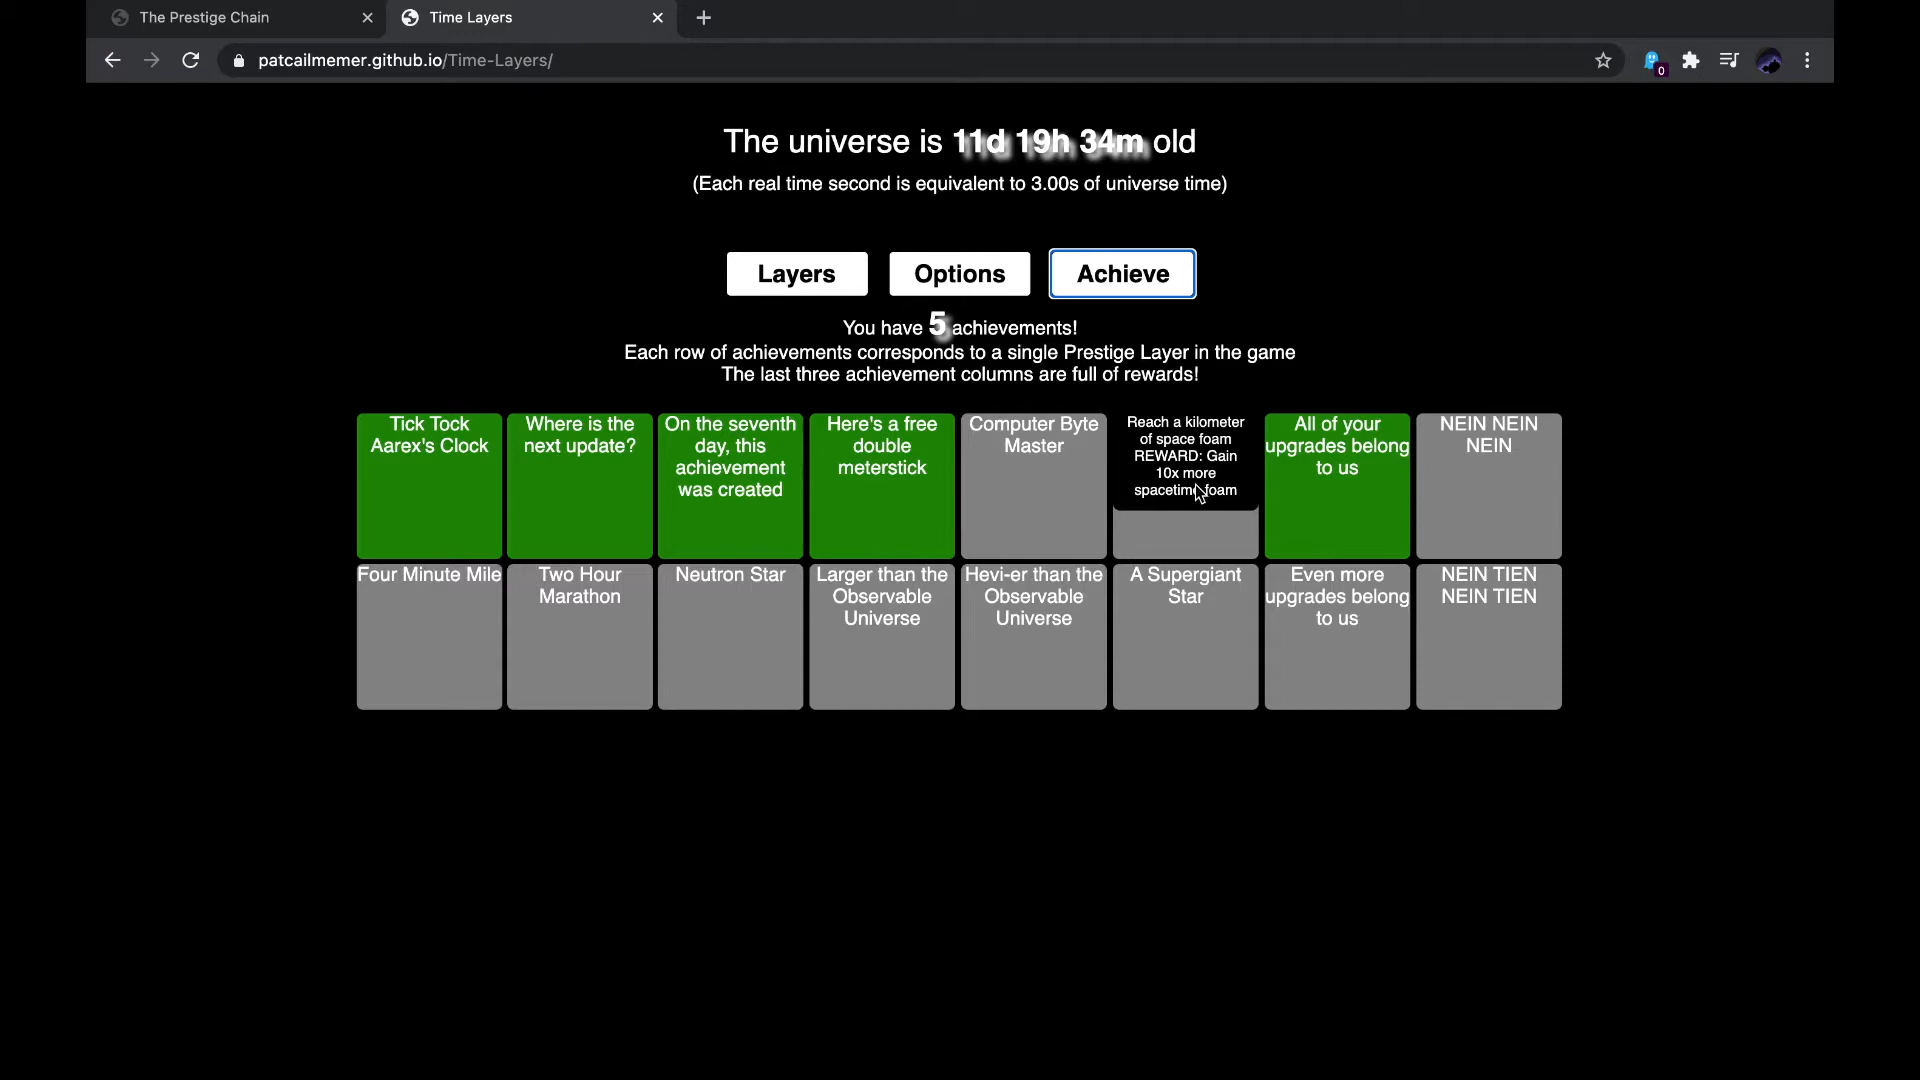 The Prestige Chain
Time Layers
patcailmemer.github.io/Time-Layers/
0
The universe is 11d 19h 34m old
(Each real time second is equivalent to 3.00s of universe time)
Layers
Options
Achieve
You have 5 achievements!
Each row of achievements corresponds to a single Prestige Layer in the game
The last three achievement columns are full of rewards!
Tick Tock
Aarex's Clock
Where is the
next update?
On the seventh
day, this
achievement
was created
Here's a free
double
meterstick
Computer Byte
Master
Reach a kilometer
of space foam
REWARD: Gain
10x more
spacetime foam
All of your
upgrades belong
to us
NEIN NEIN
NEIN
Four Minute Mile
Two Hour
Marathon
Neutron Star
Larger than the
Observable
Universe
Hevi-er than the
Observable
Universe
A Supergiant
Star
Even more
upgrades belong
to us
NEIN TIEN
NEIN TIEN